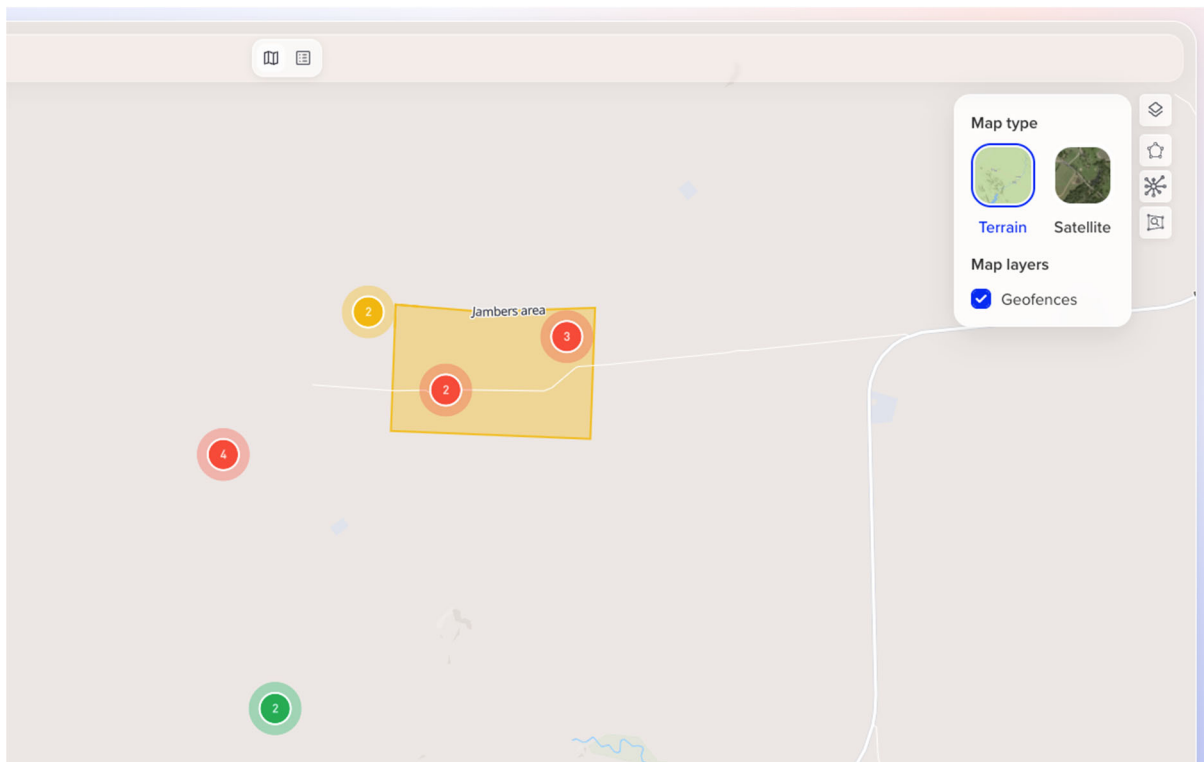 Map type
Terrain
Satellite
Map layers
Geofences
Jambers area
2
3
2
4
2